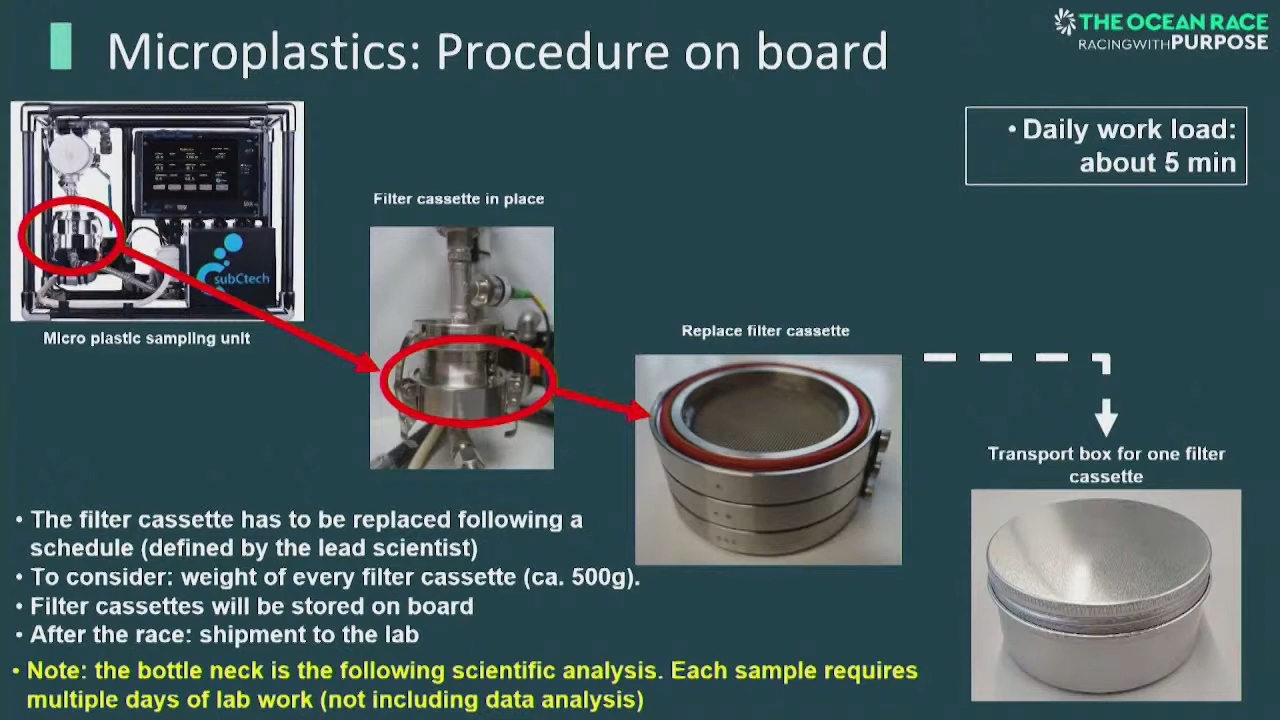 Microplastics: Procedure on board
THE OCEAN RACE
RACINGWITHPURPOSE
• Daily work load:
about 5 min
Filter cassette in place
subCtech
Micro plastic sampling unit
Replace filter cassette
Transport box for one filter
cassette
• The filter cassette has to be replaced following a
schedule (defined by the lead scientist)
• To consider: weight of every filter cassette (ca. 500g).
• Filter cassettes will be stored on board
• After the race: shipment to the lab
• Note: the bottle neck is the following scientific analysis. Each sample requires
multiple days of lab work (not including data analysis)